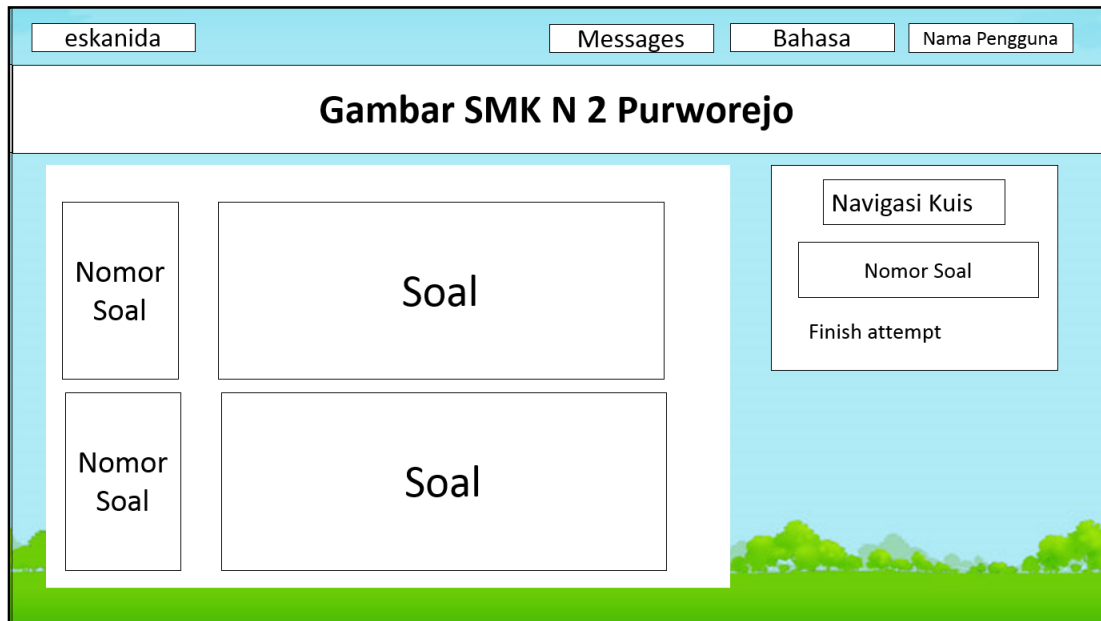 eskanida
Messages
Bahasa
Nama Pengguna
Gambar SMK N 2 Purworejo
Nomor
Soal
Soal
Nomor
Soal
Soal
Navigasi Kuis
Nomor Soal
Finish attempt